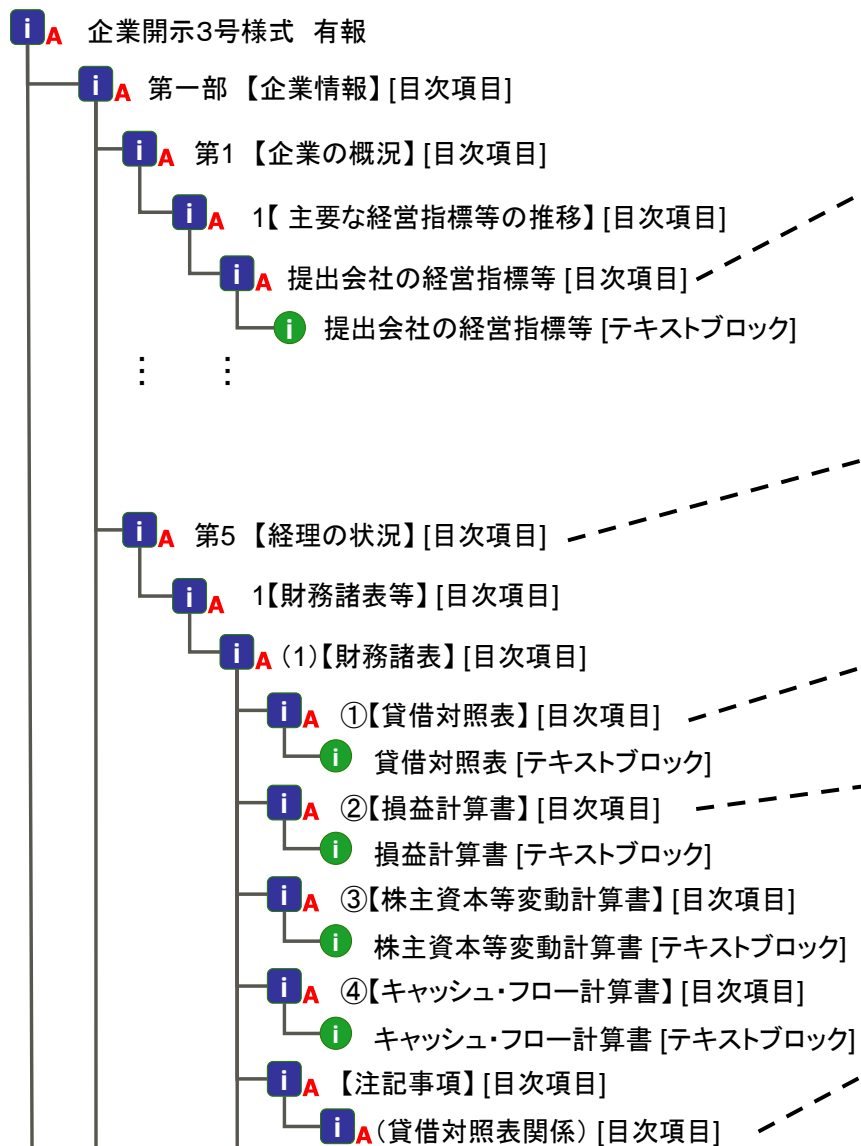 i A 企業開示3号様式 有報
i A 第一部 【企業情報】 [目次項目]
i A 第1 【企業の概況】 [目次項目]
i A 1【 主要な経営指標等の推移】 [目次項目]
i A 提出会社の経営指標等 [目次項目]
i 提出会社の経営指標等 [テキストブロック]
⋮ ⋮
i A 第5 【経理の状況】 [目次項目]
i A 1【財務諸表等】 [目次項目]
i A (1)【財務諸表】 [目次項目]
i A ①【貸借対照表】 [目次項目]
i 貸借対照表 [テキストブロック]
i A ②【損益計算書】 [目次項目]
i 損益計算書 [テキストブロック]
i A ③【株主資本等変動計算書】 [目次項目]
i 株主資本等変動計算書 [テキストブロック]
i A ④【キャッシュ・フロー計算書】 [目次項目]
i キャッシュ・フロー計算書 [テキストブロック]
i A 【注記事項】 [目次項目]
i A (貸借対照表関係) [目次項目]